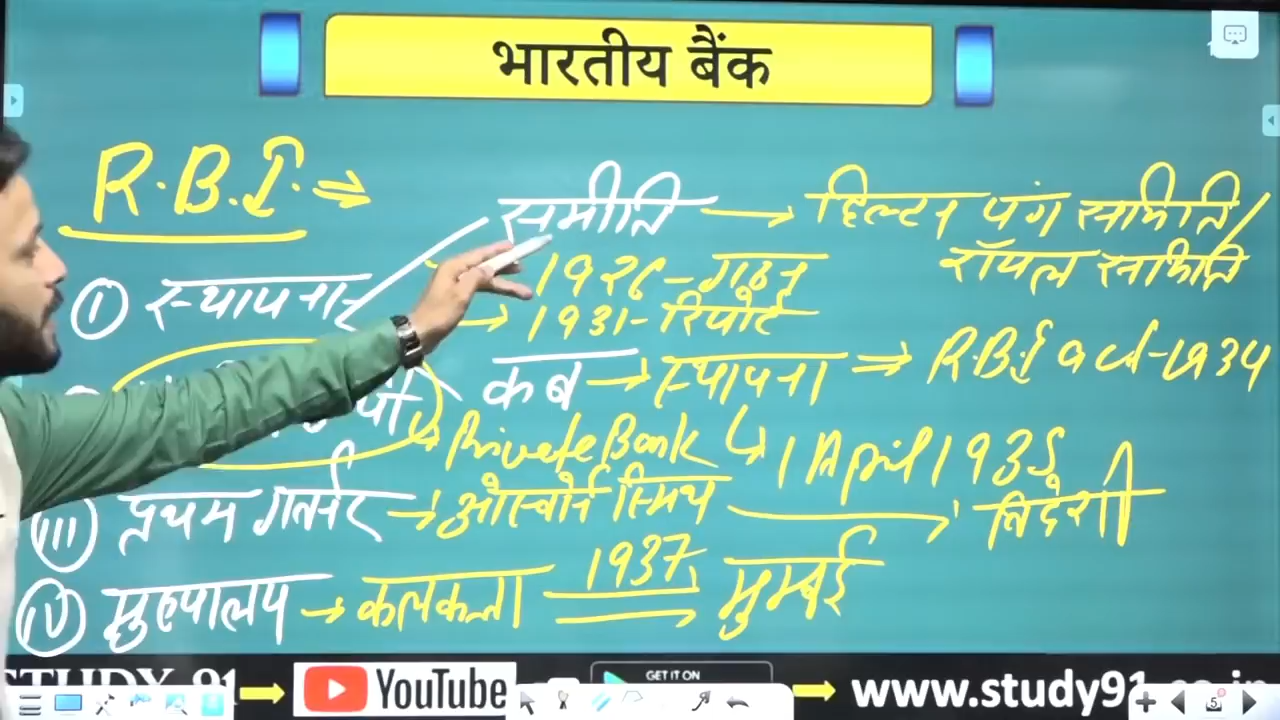 भारतीय बैंक
R.B.I. ⇒
समीति → हिल्टन यंग समिति/
रॉयल समिति
① स्थापना
1926 - गठन
→ 1931 - रिपोर्ट
कब → स्थापना ⇒ R.B.I act - 1934
↳ Private Bank ↳ 1 April 1935
(III) प्रथम गवर्नर → ओस्बोर्न स्मिथ → विदेशी
(IV) मुख्यालय → कलकत्ता 1937 → मुम्बई
STUDY 91 YouTube GET IT ON www.study91.co.in